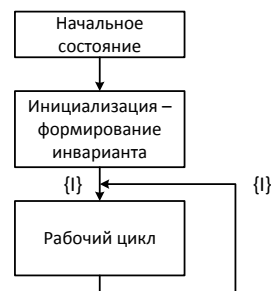 Начальное
состояние
Инициализация –
формирование
инварианта
{I} {I}
Рабочий цикл